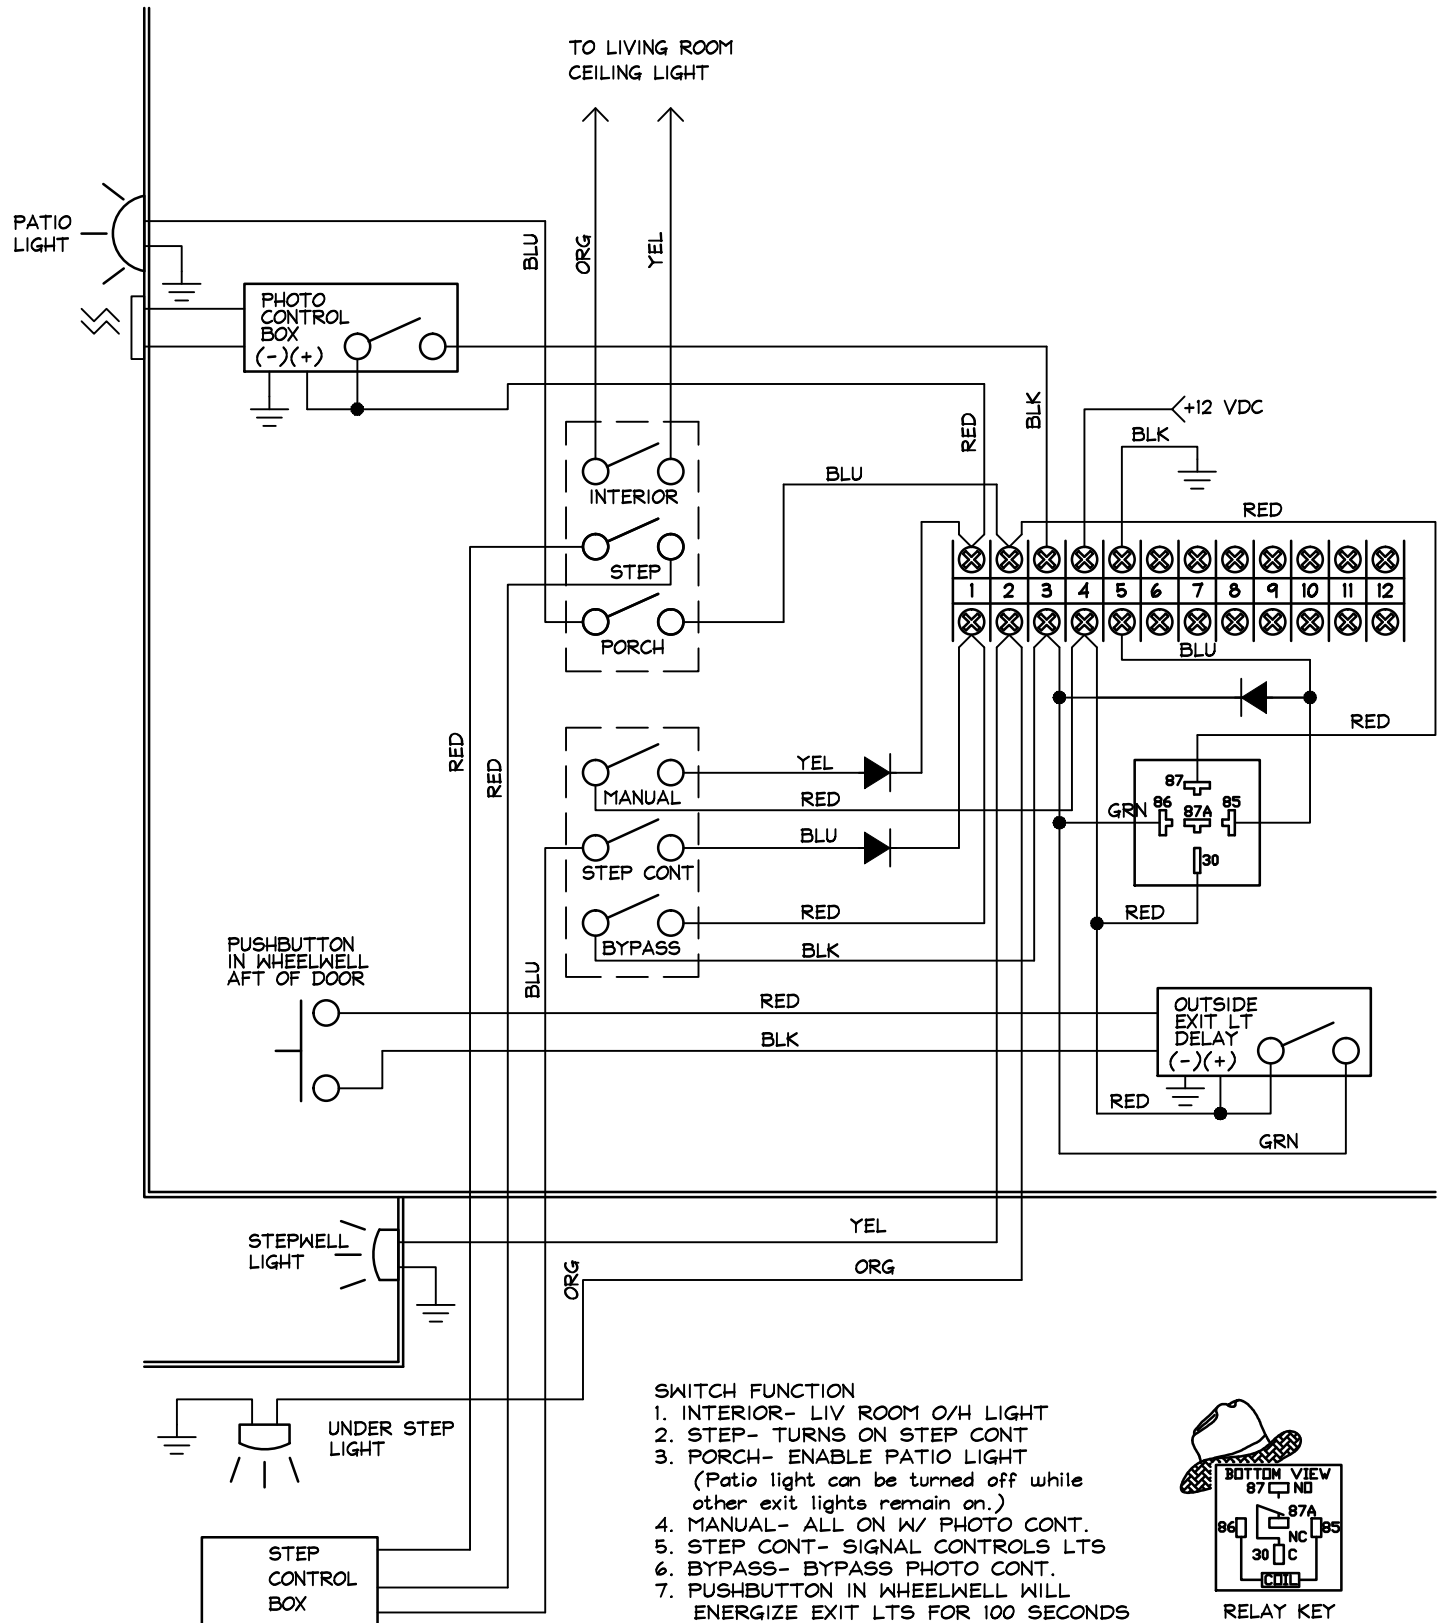 TO LIVING ROOM
CEILING LIGHT
PATIO
LIGHT
BLU
ORG
YEL
PHOTO
CONTROL
BOX
(-)(+)
RED
BLK
+12 VDC
BLK
INTERIOR
BLU
RED
STEP
1 2 3 4 5 6 7 8 9 10 11 12
PORCH
BLU
RED
RED
RED
YEL
MANUAL
RED
87
86
87A
85
GRN
BLU
STEP CONT
30
RED
RED
BYPASS
BLK
PUSHBUTTON
IN WHEELWELL
AFT OF DOOR
BLU
RED
OUTSIDE
EXIT LT
DELAY
(-)(+)
BLK
RED
GRN
YEL
STEPWELL
LIGHT
ORG
ORG
UNDER STEP
LIGHT
STEP
CONTROL
BOX
SWITCH FUNCTION
1. INTERIOR- LIV ROOM O/H LIGHT
2. STEP- TURNS ON STEP CONT
3. PORCH- ENABLE PATIO LIGHT
(Patio light can be turned off while
other exit lights remain on.)
4. MANUAL- ALL ON W/ PHOTO CONT.
5. STEP CONT- SIGNAL CONTROLS LTS
6. BYPASS- BYPASS PHOTO CONT.
7. PUSHBUTTON IN WHEELWELL WILL
ENERGIZE EXIT LTS FOR 100 SECONDS
BOTTOM VIEW
87 NO
87A
86
NC
85
30 C
COIL
RELAY KEY